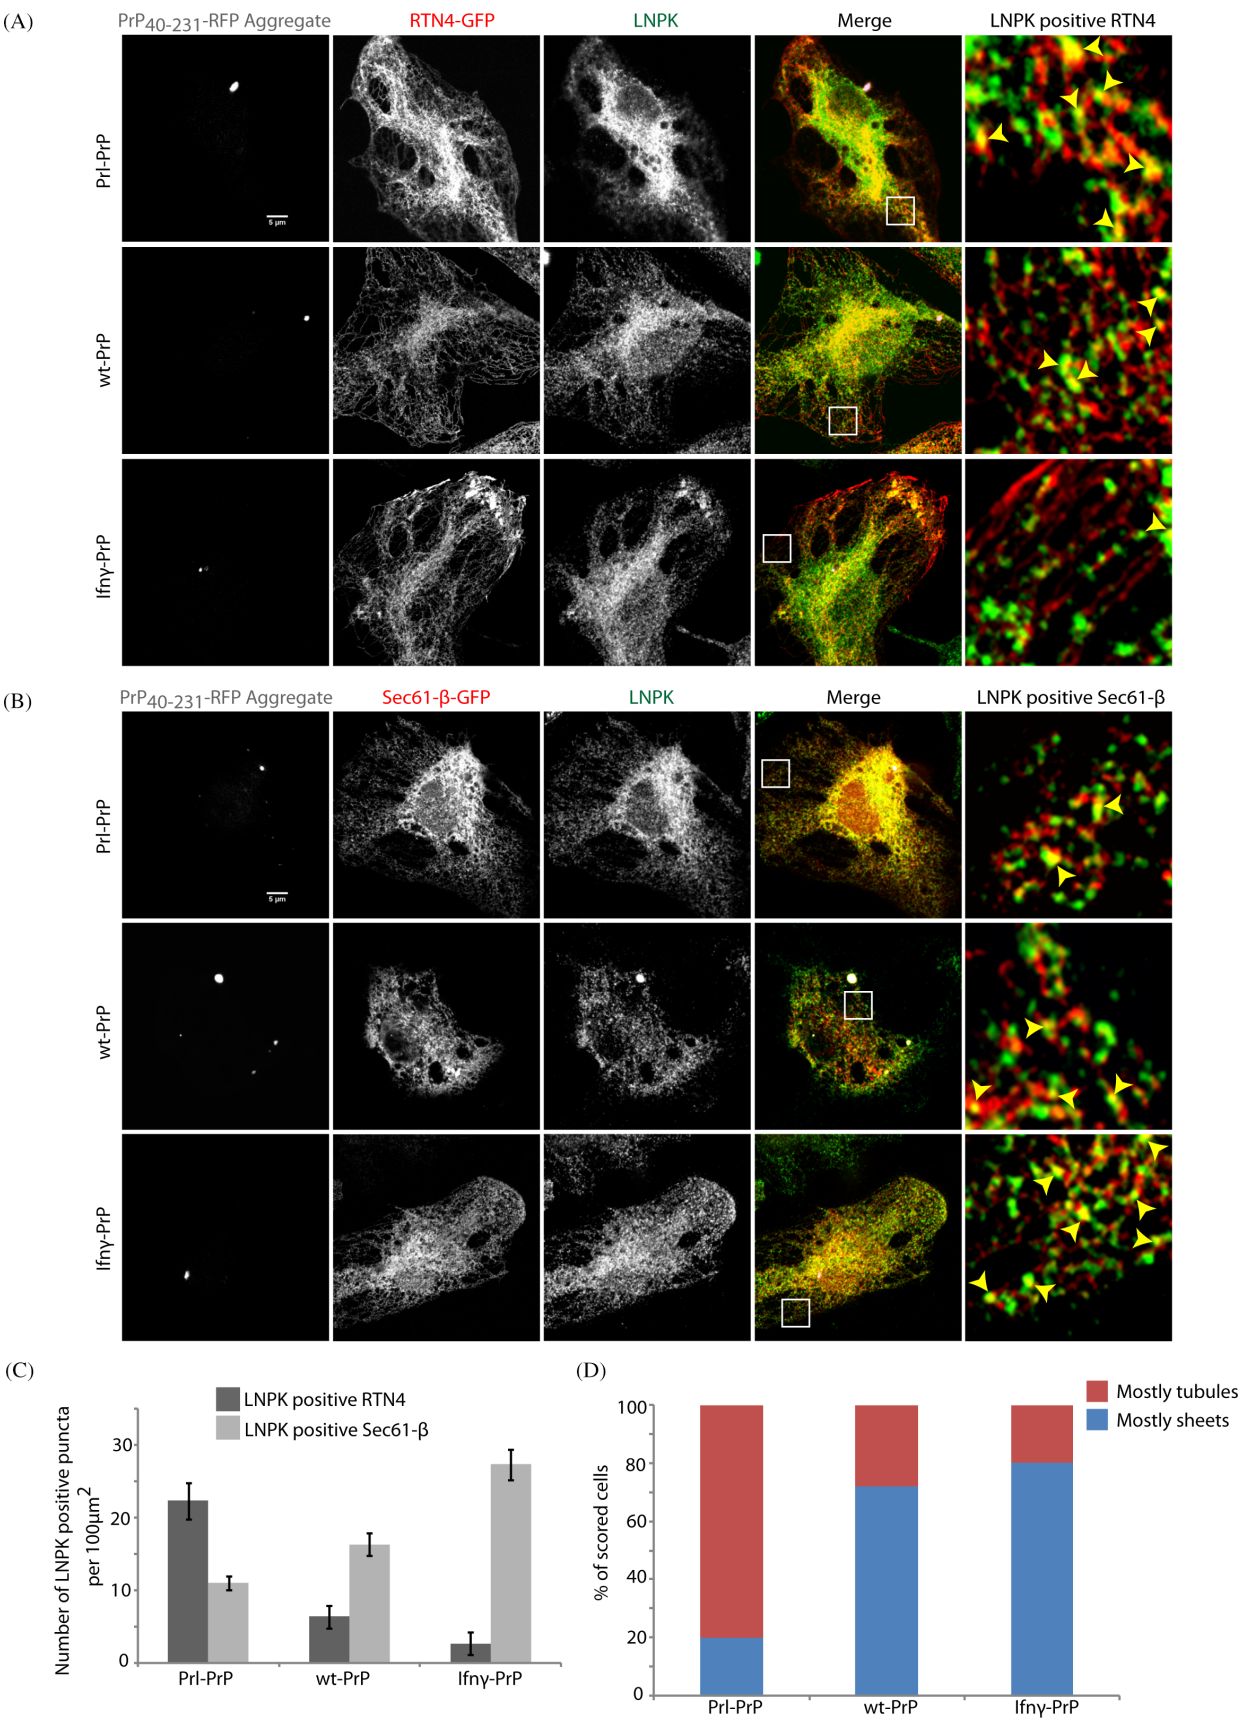 (A)
PrP40-231-RFP Aggregate RTN4-GFP LNPK Merge LNPK positive RTN4
Prl-PrP
5 μm
wt-PrP
Ifnγ-PrP
(B)
PrP40-231-RFP Aggregate Sec61-β-GFP LNPK Merge LNPK positive Sec61-β
Prl-PrP
5 μm
wt-PrP
Ifnγ-PrP
(C)
LNPK positive RTN4
LNPK positive Sec61-β
Number of LNPK positive puncta
per 100μm2
30
20
10
0
Prl-PrP wt-PrP Ifnγ-PrP
(D)
Mostly tubules
Mostly sheets
% of scored cells
100
80
60
40
20
0
Prl-PrP wt-PrP Ifnγ-PrP